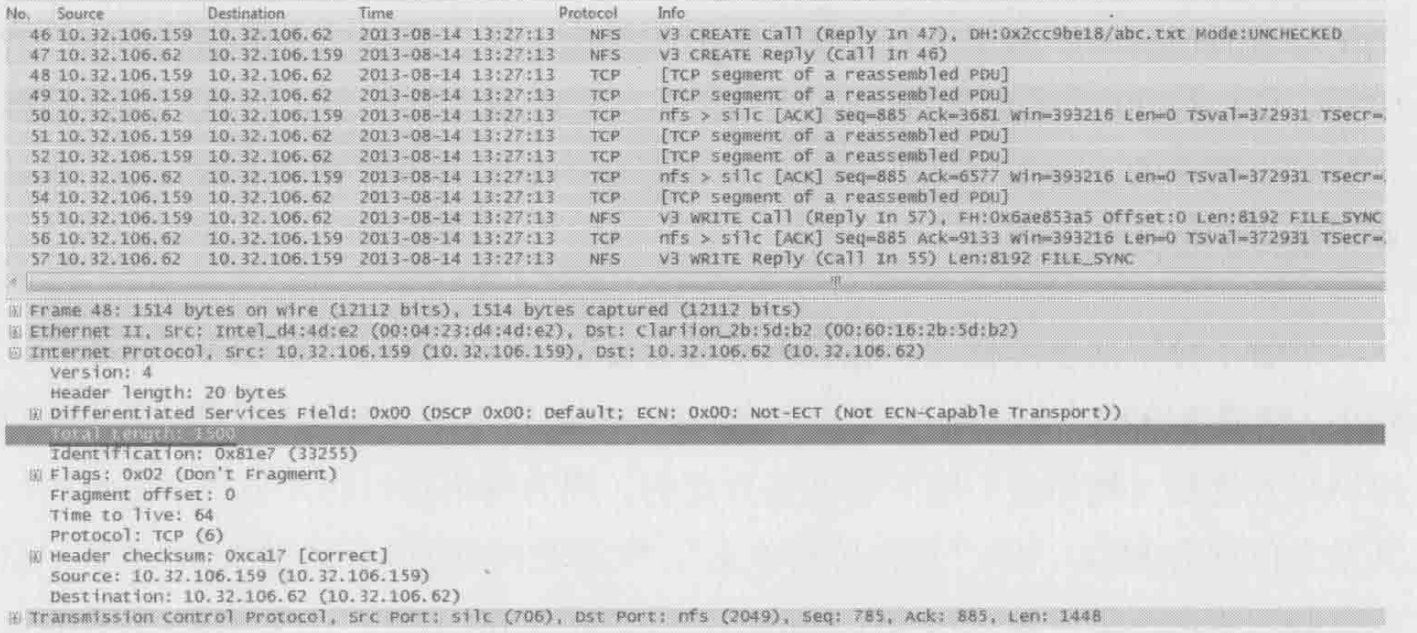 No. Source Destination Time Protocol Info
46 10.32.106.159 10.32.106.62 2013-08-14 13:27:13 NFS V3 CREATE Call (Reply In 47), DH:0x2cc9be18/abc.txt Mode:UNCHECKED
47 10.32.106.62 10.32.106.159 2013-08-14 13:27:13 NFS V3 CREATE Reply (Call In 46)
48 10.32.106.159 10.32.106.62 2013-08-14 13:27:13 TCP [TCP segment of a reassembled PDU]
49 10.32.106.159 10.32.106.62 2013-08-14 13:27:13 TCP [TCP segment of a reassembled PDU]
50 10.32.106.62 10.32.106.159 2013-08-14 13:27:13 TCP nfs > silc [ACK] Seq=885 Ack=3681 Win=393216 Len=0 TSval=372931 TSecr=
51 10.32.106.159 10.32.106.62 2013-08-14 13:27:13 TCP [TCP segment of a reassembled PDU]
52 10.32.106.159 10.32.106.62 2013-08-14 13:27:13 TCP [TCP segment of a reassembled PDU]
53 10.32.106.62 10.32.106.159 2013-08-14 13:27:13 TCP nfs > silc [ACK] Seq=885 Ack=6577 Win=393216 Len=0 TSval=372931 TSecr=
54 10.32.106.159 10.32.106.62 2013-08-14 13:27:13 TCP [TCP segment of a reassembled PDU]
55 10.32.106.159 10.32.106.62 2013-08-14 13:27:13 NFS V3 WRITE Call (Reply In 57), FH:0x6ae853a5 Offset:0 Len:8192 FILE_SYNC
56 10.32.106.62 10.32.106.159 2013-08-14 13:27:13 TCP nfs > silc [ACK] Seq=885 Ack=9133 Win=393216 Len=0 TSval=372931 TSecr=
57 10.32.106.62 10.32.106.159 2013-08-14 13:27:13 NFS V3 WRITE Reply (Call In 55) Len:8192 FILE_SYNC
Frame 48: 1514 bytes on wire (12112 bits), 1514 bytes captured (12112 bits)
Ethernet II, Src: Intel_d4:4d:e2 (00:04:23:d4:4d:e2), Dst: Clariion_2b:5d:b2 (00:60:16:2b:5d:b2)
Internet Protocol, Src: 10.32.106.159 (10.32.106.159), Dst: 10.32.106.62 (10.32.106.62)
Version: 4
Header length: 20 bytes
Differentiated Services Field: 0x00 (DSCP 0x00: Default; ECN: 0x00: Not-ECT (Not ECN-Capable Transport))
Total Length: 1500
Identification: 0x81e7 (33255)
Flags: 0x02 (Don't Fragment)
Fragment offset: 0
Time to live: 64
Protocol: TCP (6)
Header checksum: 0xca17 [correct]
Source: 10.32.106.159 (10.32.106.159)
Destination: 10.32.106.62 (10.32.106.62)
Transmission Control Protocol, Src Port: silc (706), Dst Port: nfs (2049), Seq: 785, Ack: 885, Len: 1448